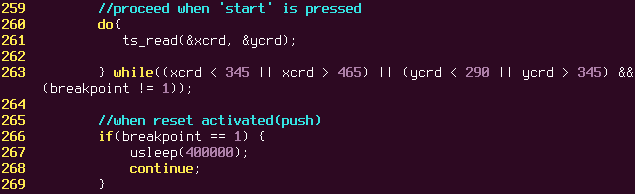 259         //proceed when 'start' is pressed
260         do{
261             ts_read(&xcrd, &ycrd);
262
263         } while((xcrd < 345 || xcrd > 465) || (ycrd < 290 || ycrd > 345) &&
(breakpoint != 1));
264
265         //when reset activated(push)
266         if(breakpoint == 1) {
267             usleep(400000);
268             continue;
269         }